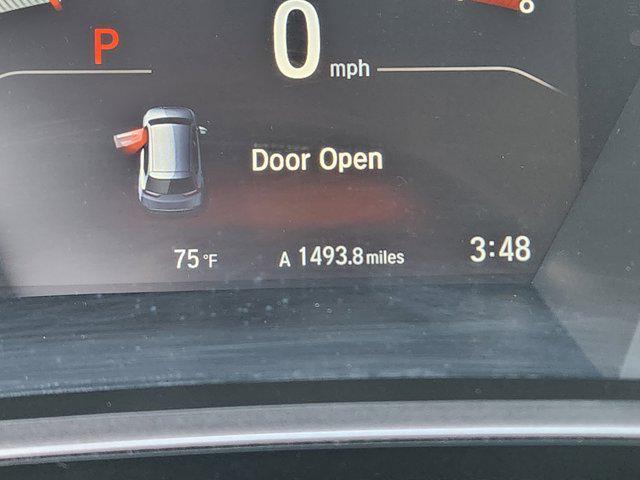 P
0 mph
Door Open
75°F A 1493.8 miles 3:48